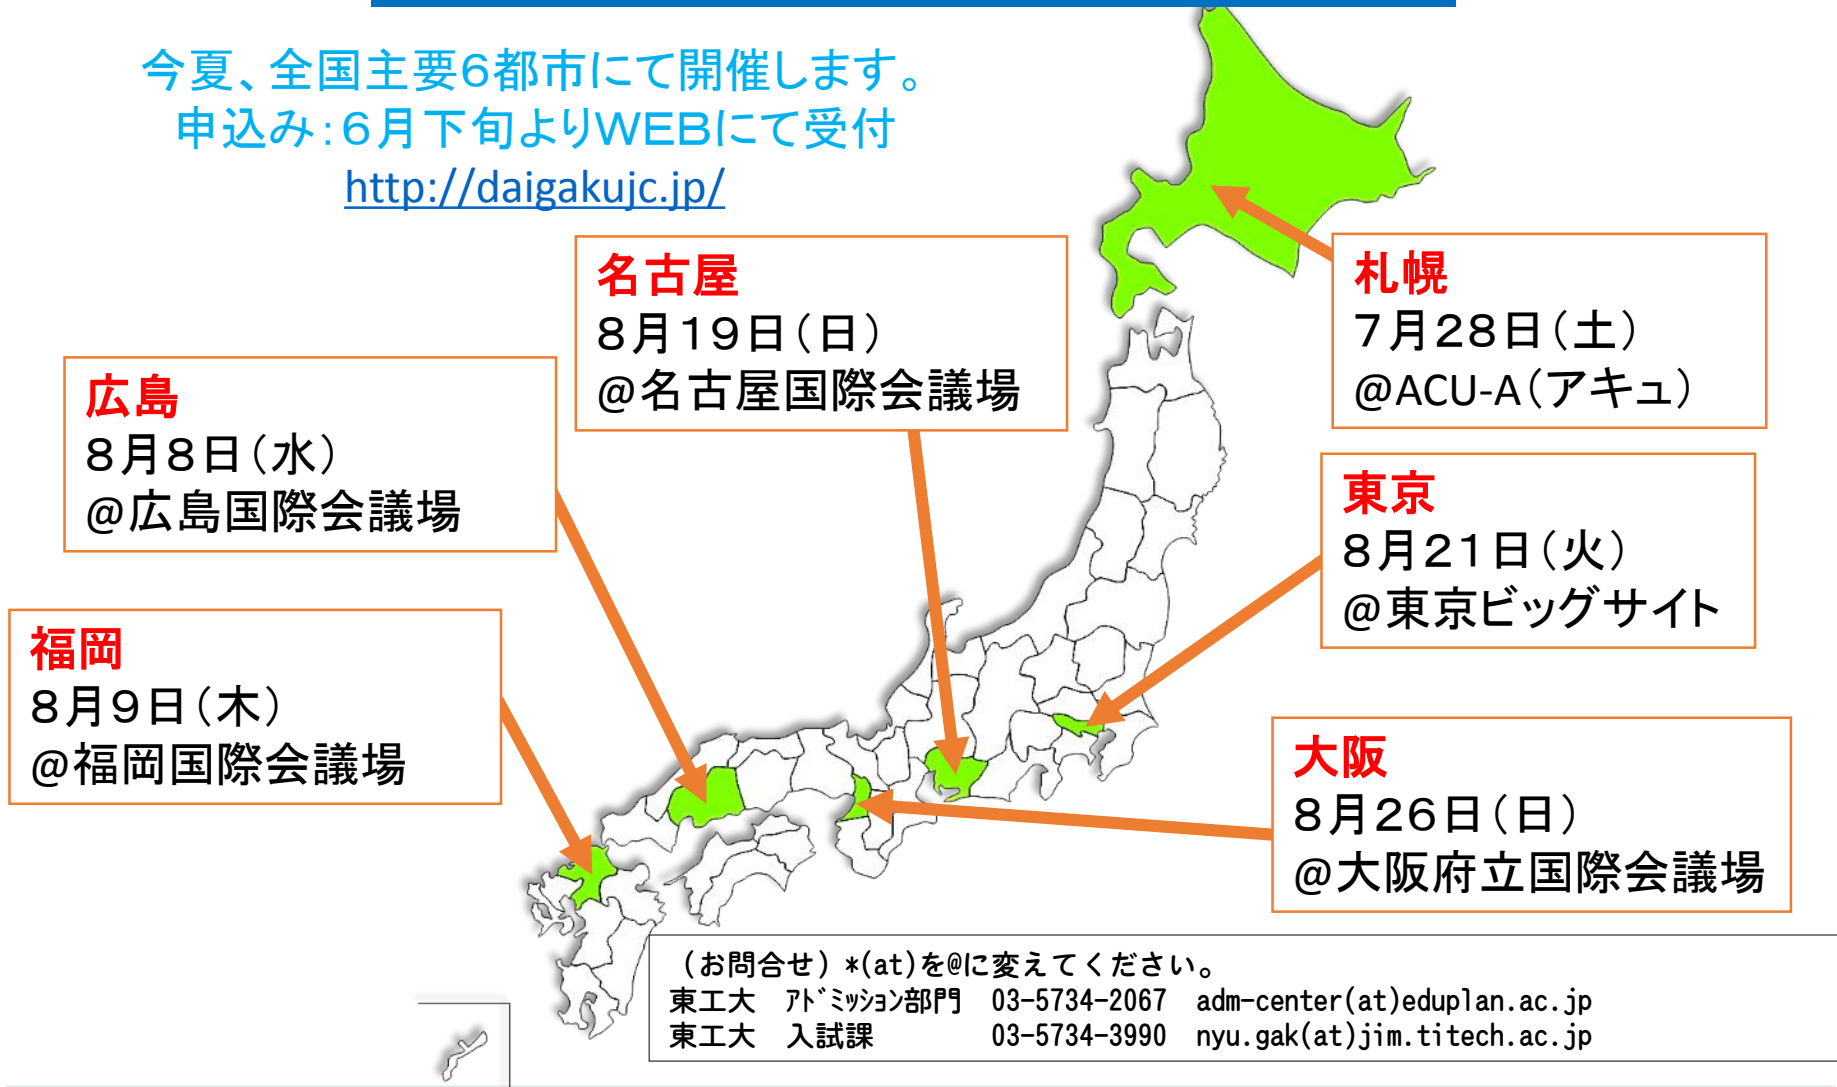 今夏、全国主要6都市にて開催します。
申込み:6月下旬よりWEBにて受付
http://daigakujc.jp/
名古屋
8月19日(日)
@名古屋国際会議場
札幌
7月28日(土)
@ACU-A(アキュ)
広島
8月8日(水)
@広島国際会議場
東京
8月21日(火)
@東京ビッグサイト
福岡
8月9日(木)
@福岡国際会議場
大阪
8月26日(日)
@大阪府立国際会議場
(お問合せ)*(at)を@に変えてください。
東工大 アドミッション部門 03-5734-2067 adm-center(at)eduplan.ac.jp
東工大 入試課 03-5734-3990 nyu.gak(at)jim.titech.ac.jp